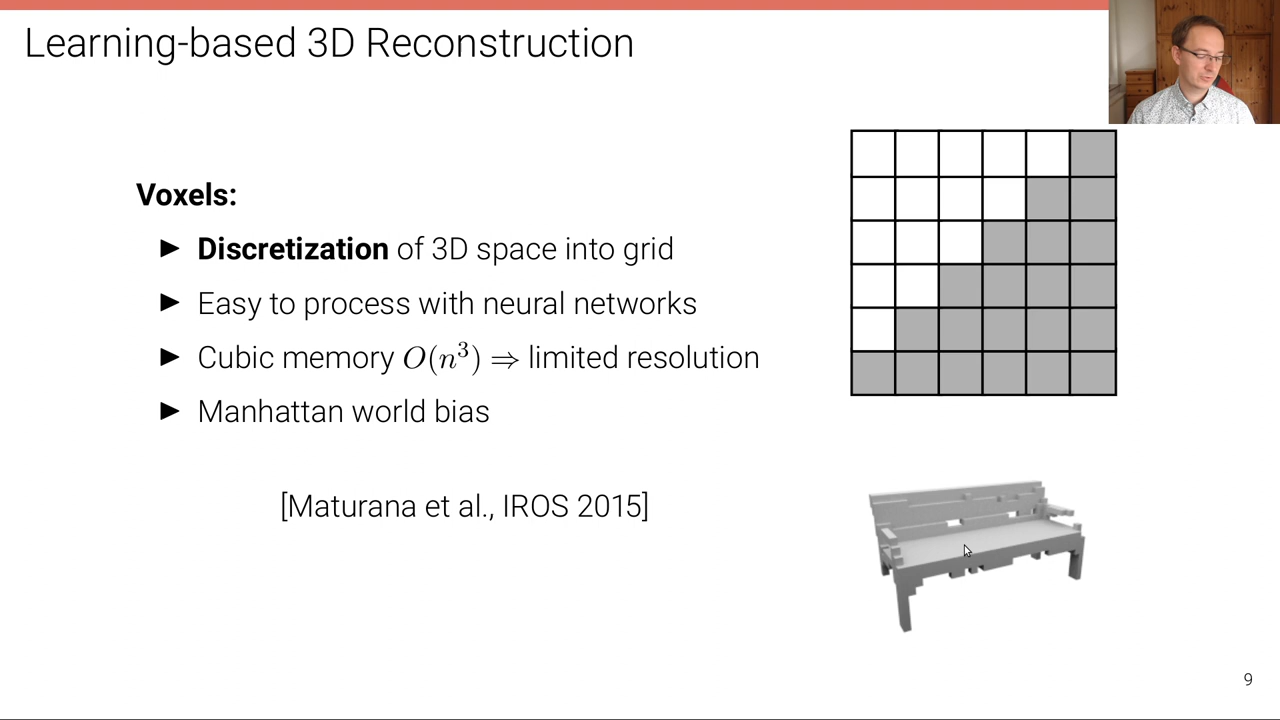 Learning-based 3D Reconstruction
Voxels:
► Discretization of 3D space into grid
► Easy to process with neural networks
► Cubic memory O(n³) ⇒ limited resolution
► Manhattan world bias
[Maturana et al., IROS 2015]
9